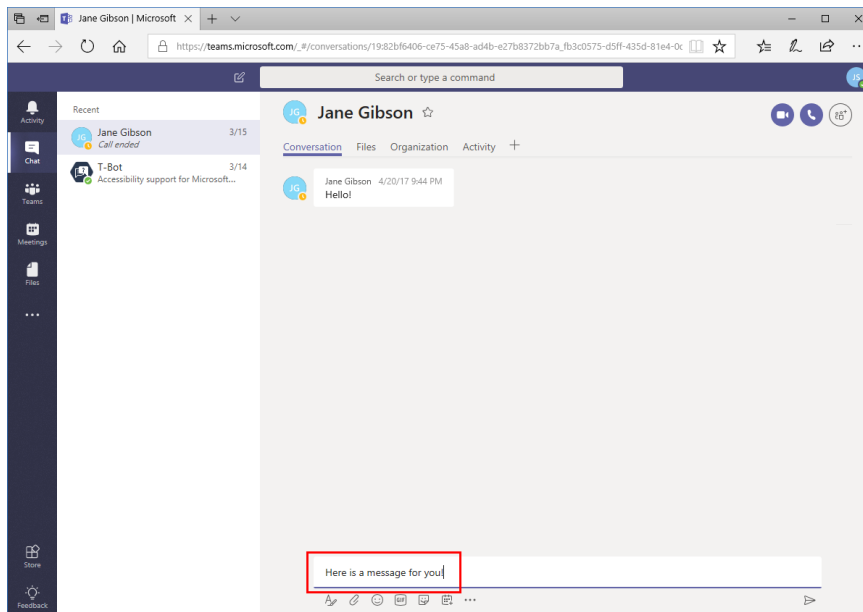 Jane Gibson | Microsoft
https://teams.microsoft.com/_#/conversations/19:82bf6406-ce75-45a8-ad4b-e27b8372bb7a_fb3c0575-d5ff-435d-81e4-0c
Search or type a command
JS
Activity
Chat
Teams
Meetings
Files
Store
Feedback
Recent
JG
Jane Gibson 3/15
Call ended
T-Bot 3/14
Accessibility support for Microsoft...
JG
Jane Gibson
Conversation Files Organization Activity
JG
Jane Gibson 4/20/17 9:44 PM
Hello!
Here is a message for you!
GIF